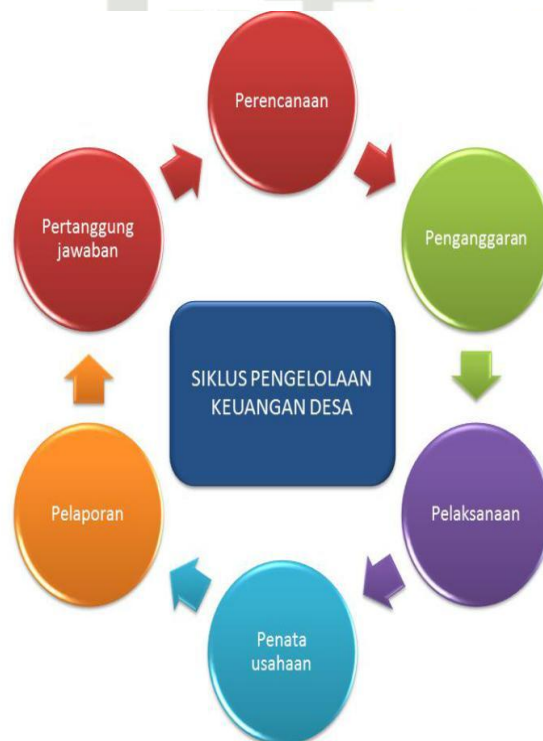 Perencanaan
Penganggaran
Pelaksanaan
Penata
usahaan
Pelaporan
Pertanggung
jawaban
SIKLUS PENGELOLAAN
KEUANGAN DESA